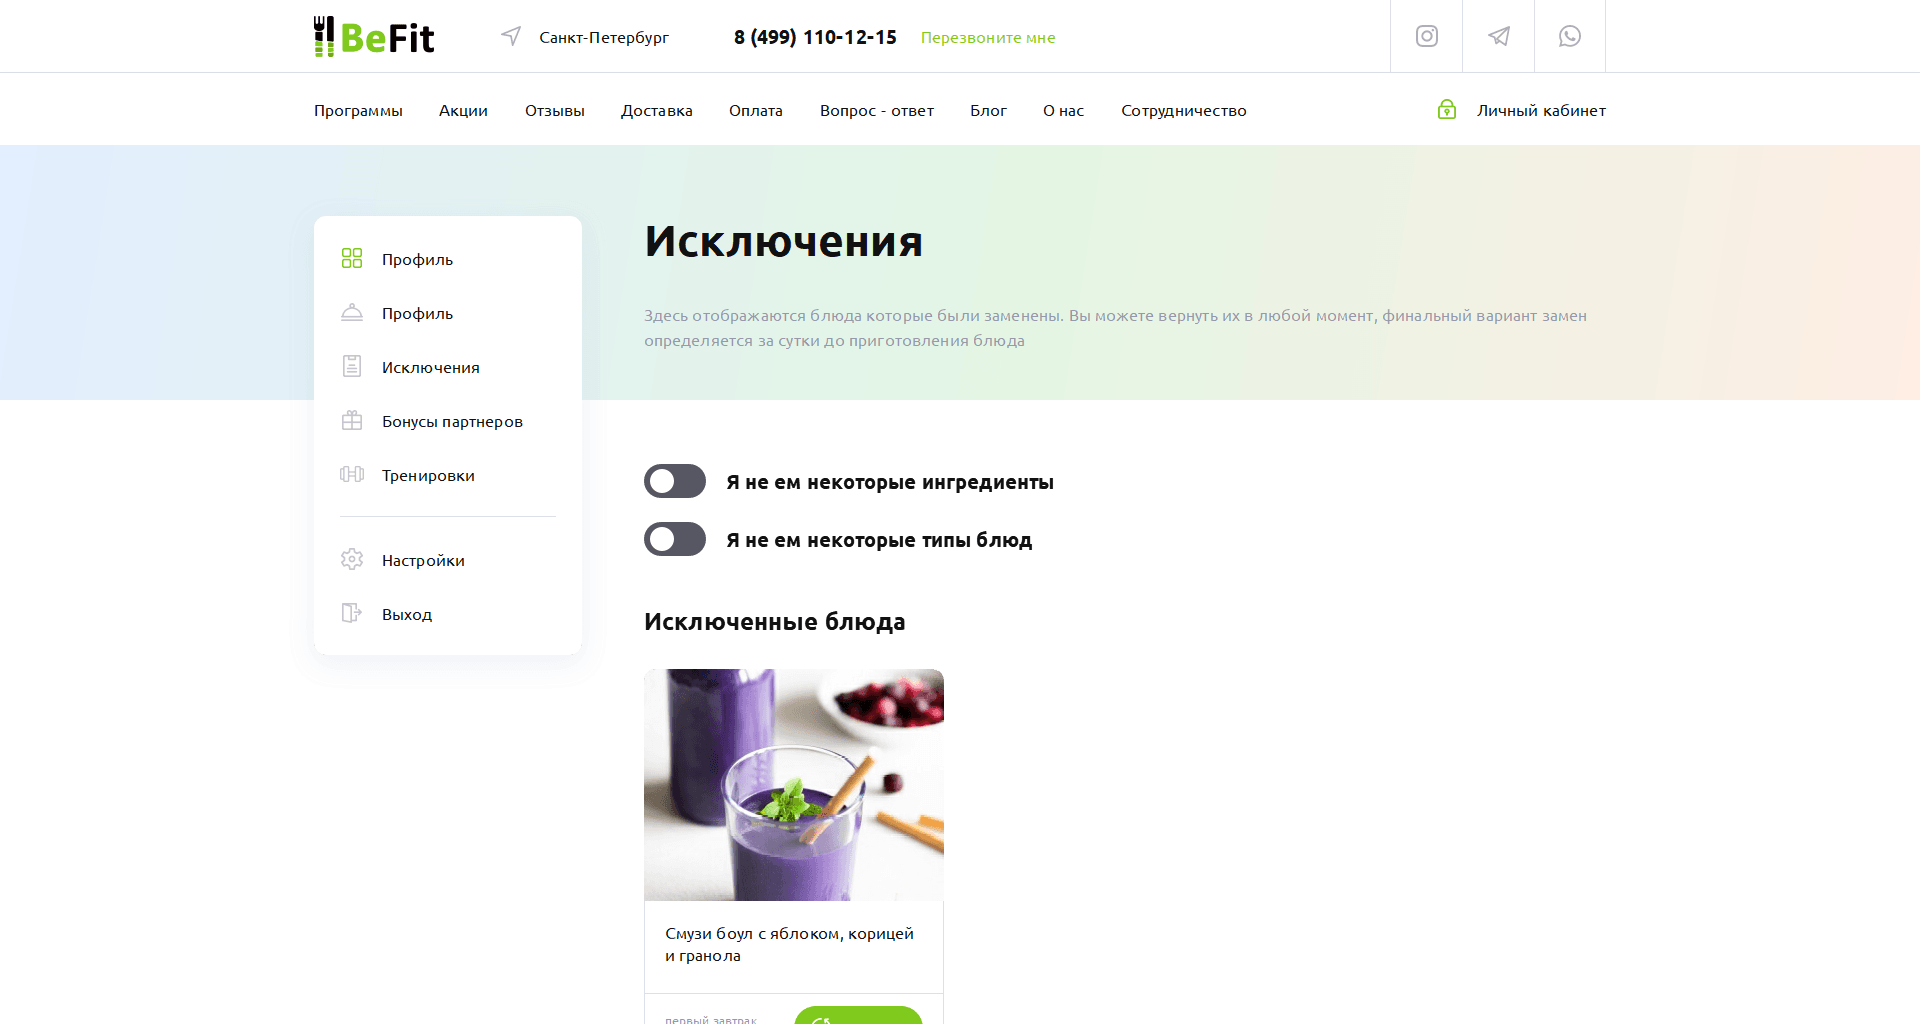 BeFit
Санкт-Петербург
8 (499) 110-12-15
Перезвоните мне
Программы
Акции
Отзывы
Доставка
Оплата
Вопрос - ответ
Блог
О нас
Сотрудничество
Личный кабинет
Профиль
Профиль
Исключения
Бонусы партнеров
Тренировки
Настройки
Выход
Исключения
Здесь отображаются блюда которые были заменены. Вы можете вернуть их в любой момент, финальный вариант замен
определяется за сутки до приготовления блюда
Я не ем некоторые ингредиенты
Я не ем некоторые типы блюд
Исключенные блюда
Смузи боул с яблоком, корицей
и гранола
первый завтрак